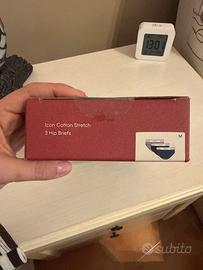 Icon Cotton Stretch
3 Hip Briefs
M
subito